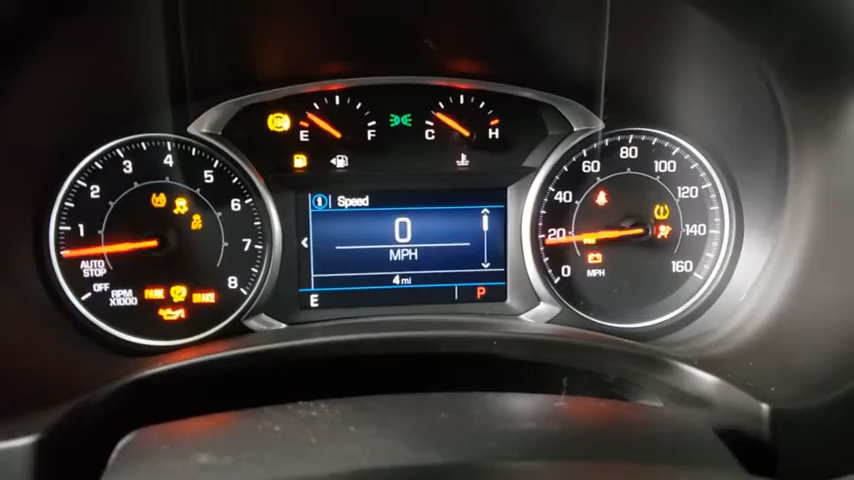 E
F
C
H
1
2
3
4
5
6
7
8
AUTO
STOP
OFF
RPM
X1000
PARK
BRAKE
Speed
0
MPH
4 mi
E
P
0
20
40
60
80
100
120
140
160
MPH